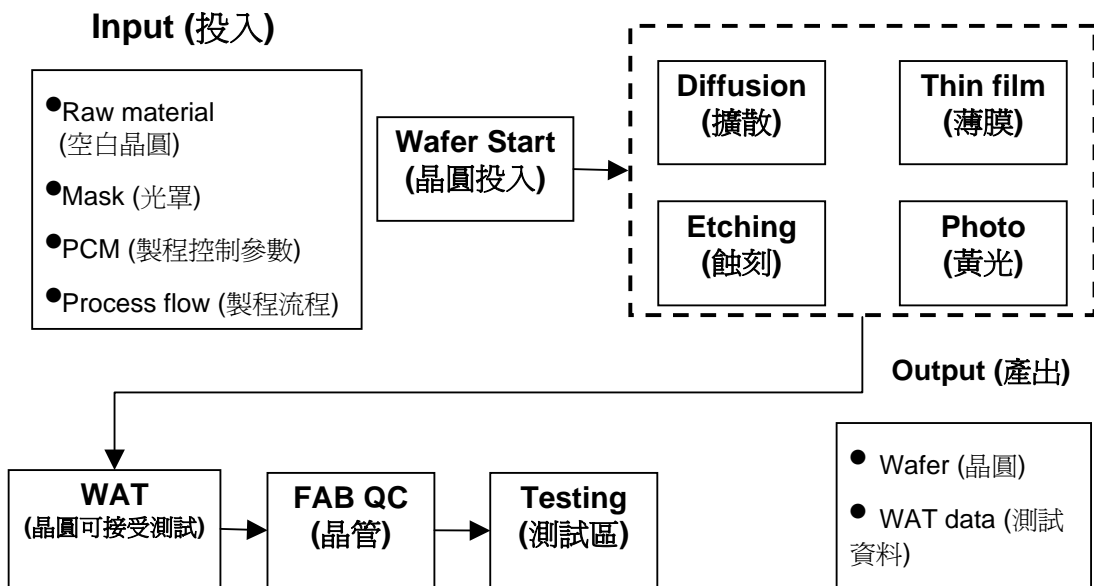 Input (投入)
●Raw material
(空白晶圓)
●Mask (光罩)
●PCM (製程控制參數)
●Process flow (製程流程)
Wafer Start
(晶圓投入)
Diffusion
(擴散)
Thin film
(薄膜)
Etching
(蝕刻)
Photo
(黃光)
Output (產出)
WAT
(晶圓可接受測試)
FAB QC
(晶管)
Testing
(測試區)
● Wafer (晶圓)
● WAT data (測試
資料)